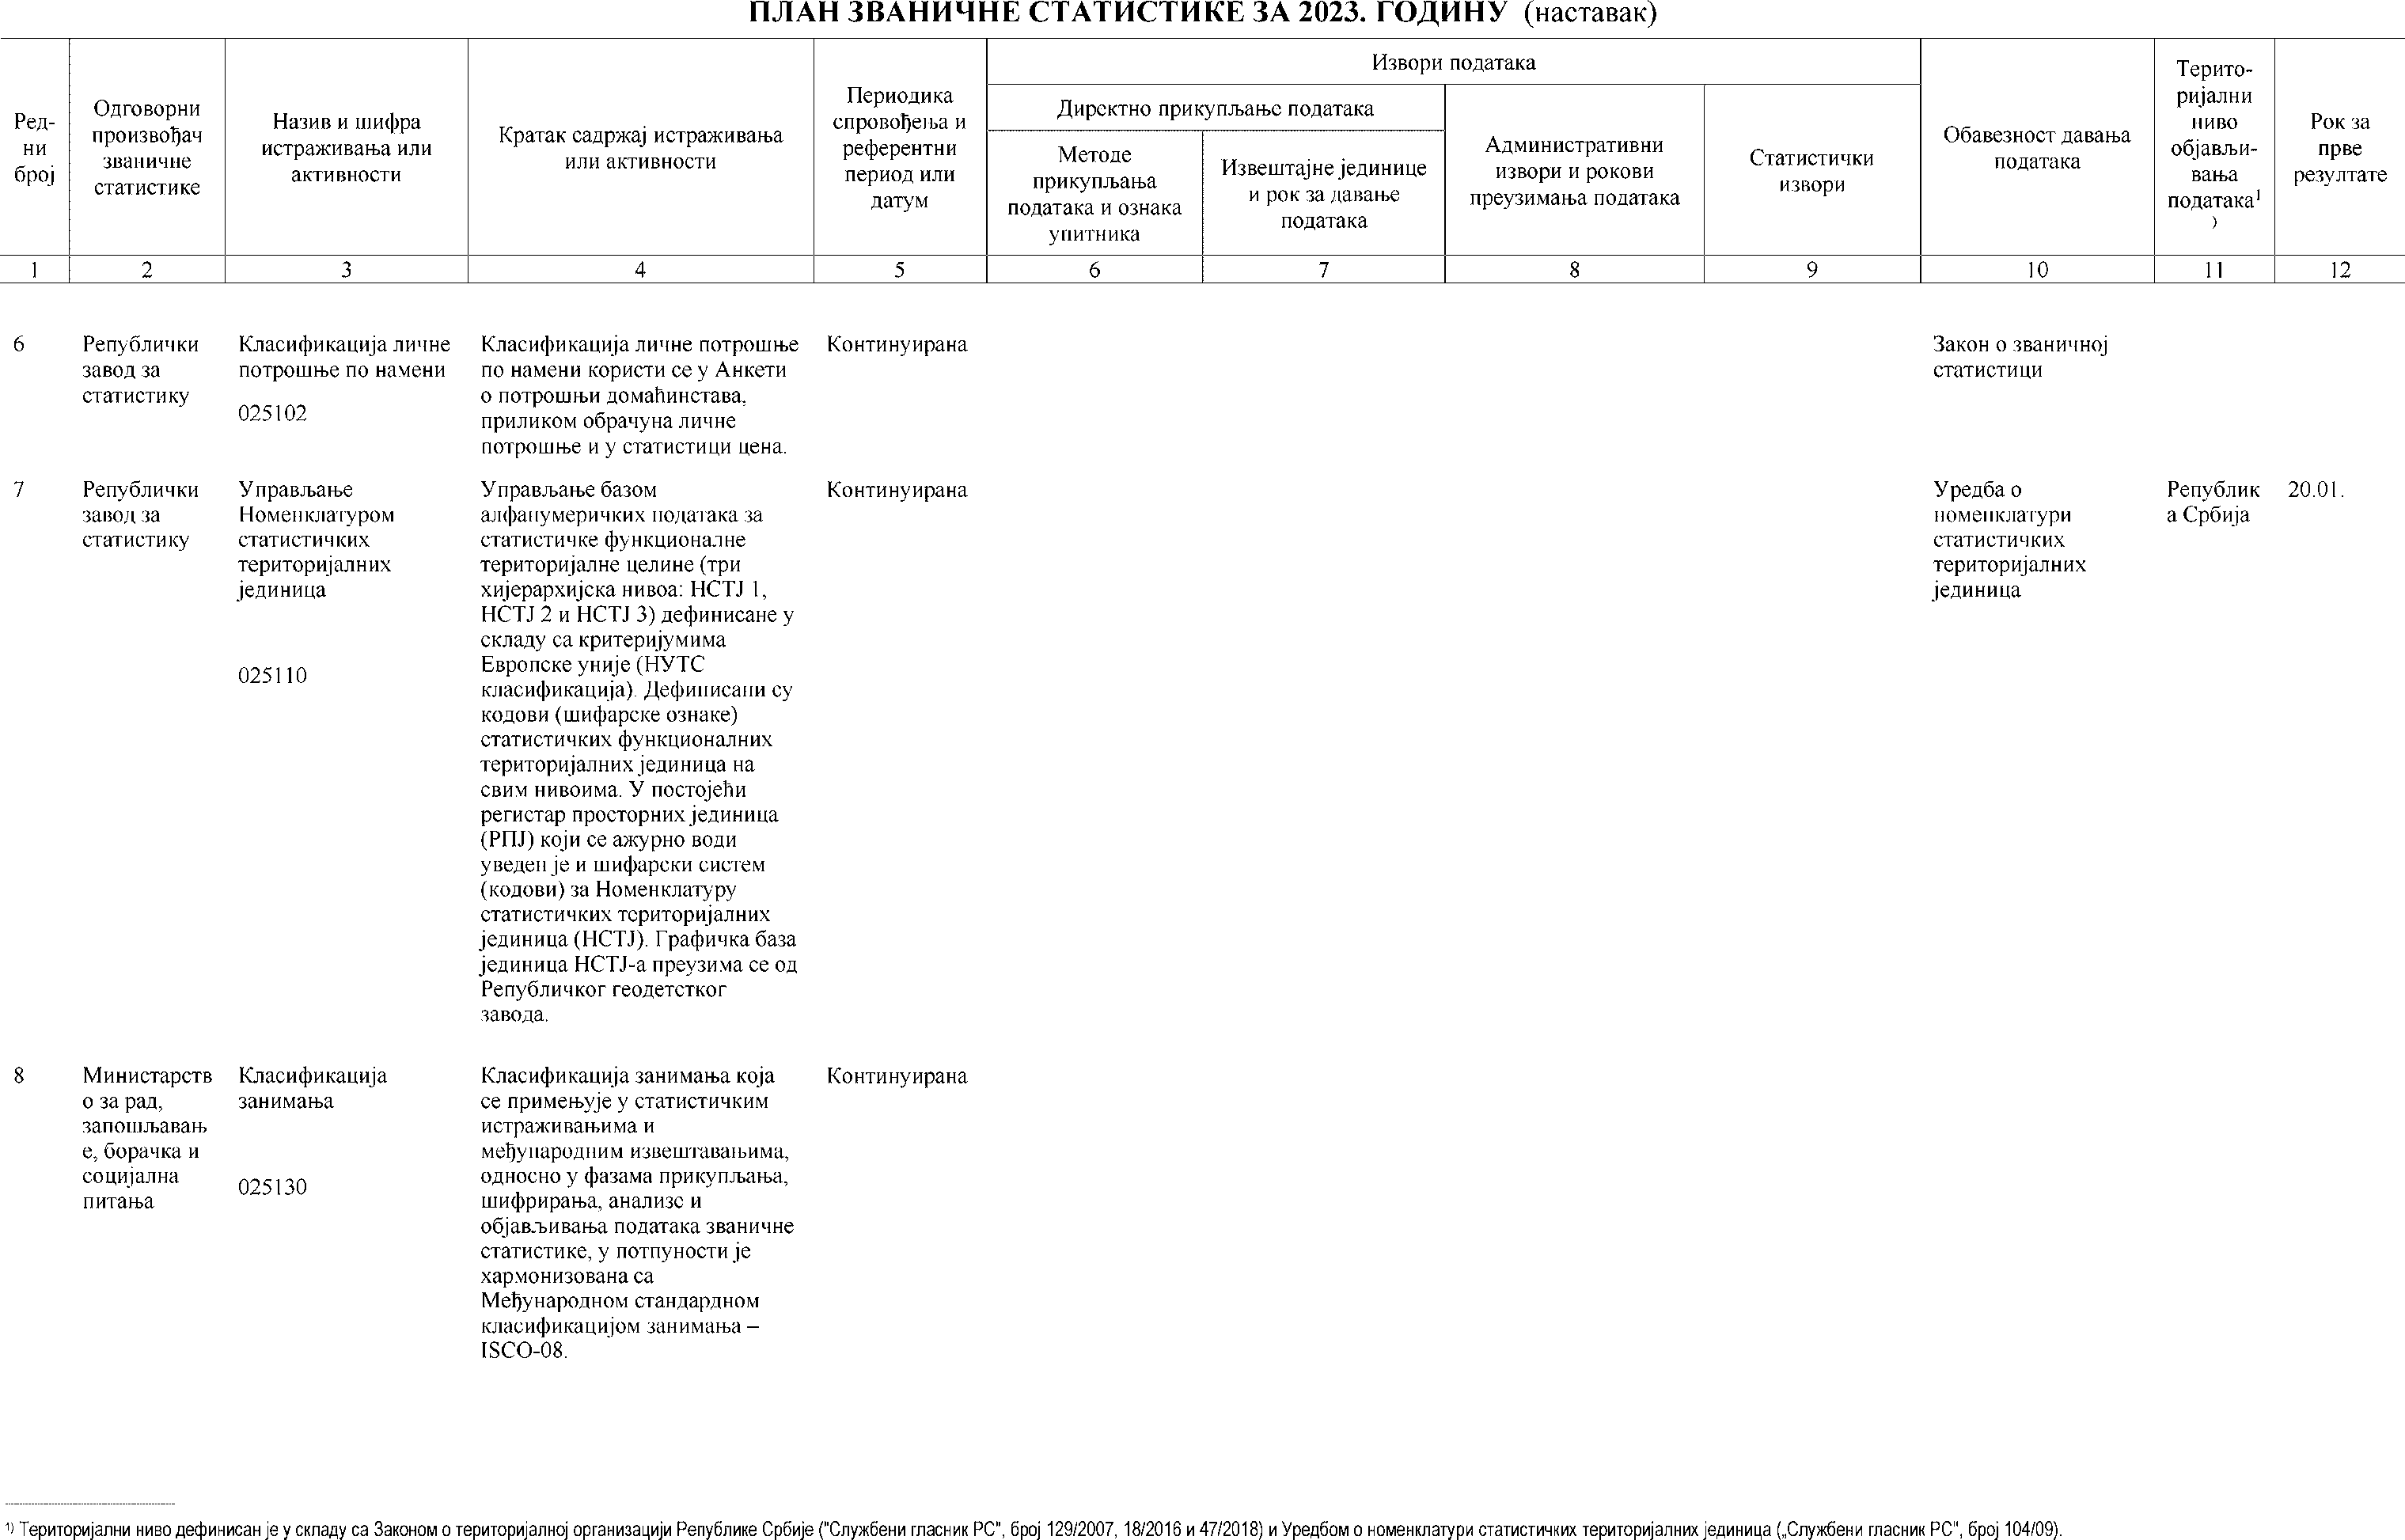 ПЛАН ЗВАНИЧНЕ СТАТИСТИКЕ ЗА 2023. ГОДИНУ (наставак)
Ред-
ни
број
Одговорни
произвођач
званичне
статистике
Назив и шифра
истраживања или
активности
Кратак садржај истраживања
или активности
Периодика
спровођења и
референтни
период или
датум
Извори података
Директно прикупљање података
Методе
прикупљања
података и ознака
упитника
Извештајне јединице
и рок за давање
података
Административни
извори и рокови
преузимања података
Статистички
извори
Обавезност давања
података
Терито-
ријални
ниво
објављи-
вања
података¹
⁾
Рок за
прве
резултате
1 2 3 4 5 6 7 8 9 10 11 12
6
Републички
завод за
статистику
Класификација личне
потрошње по намени
025102
Класификација личне потрошње
по намени користи се у Анкети
о потрошњи домаћинстава,
приликом обрачуна личне
потрошње и у статистици цена.
Континуирана
Закон о званичној
статистици
7
Републички
завод за
статистику
Управљање
Номенклатуром
статистичких
територијалних
јединица
025110
Управљање базом
алфанумеричких података за
статистичке функционалне
територијалне целине (три
хијерархијска нивоа: НСТЈ 1,
НСТЈ 2 и НСТЈ 3) дефинисане у
складу са критеријумима
Европске уније (НУТС
класификација). Дефинисани су
кодови (шифарске ознаке)
статистичких функционалних
територијалних јединица на
свим нивоима. У постојећи
регистар просторних јединица
(РПЈ) који се ажурно води
уведен је и шифарски систем
(кодови) за Номенклатуру
статистичких територијалних
јединица (НСТЈ). Графичка база
јединица НСТЈ-а преузима се од
Републичког геодетсткого
завода.
Континуирана
Уредба о
номенклатури
статистичких
територијалних
јединица
Републик
а Србија
20.01.
8
Министарств
о за рад,
запошљавањ
е, борачка и
социјална
питања
Класификација
занимања
025130
Класификација занимања која
се примењује у статистичким
истраживањима и
међународним извештавањима,
односно у фазама прикупљања,
шифрирања, анализе и
објављивања података званичне
статистике, у потпуности је
хармонизована са
Међународном стандардном
класификацијом занимања –
ISCO-08.
Континуирана
¹⁾ Територијални ниво дефинисан је у складу са Законом о територијалној организацији Републике Србије ("Службени гласник РС", број 129/2007, 18/2016 и 47/2018) и Уредбом о номенклатури статистичких територијалних јединица („Службени гласник РС", број 104/09).